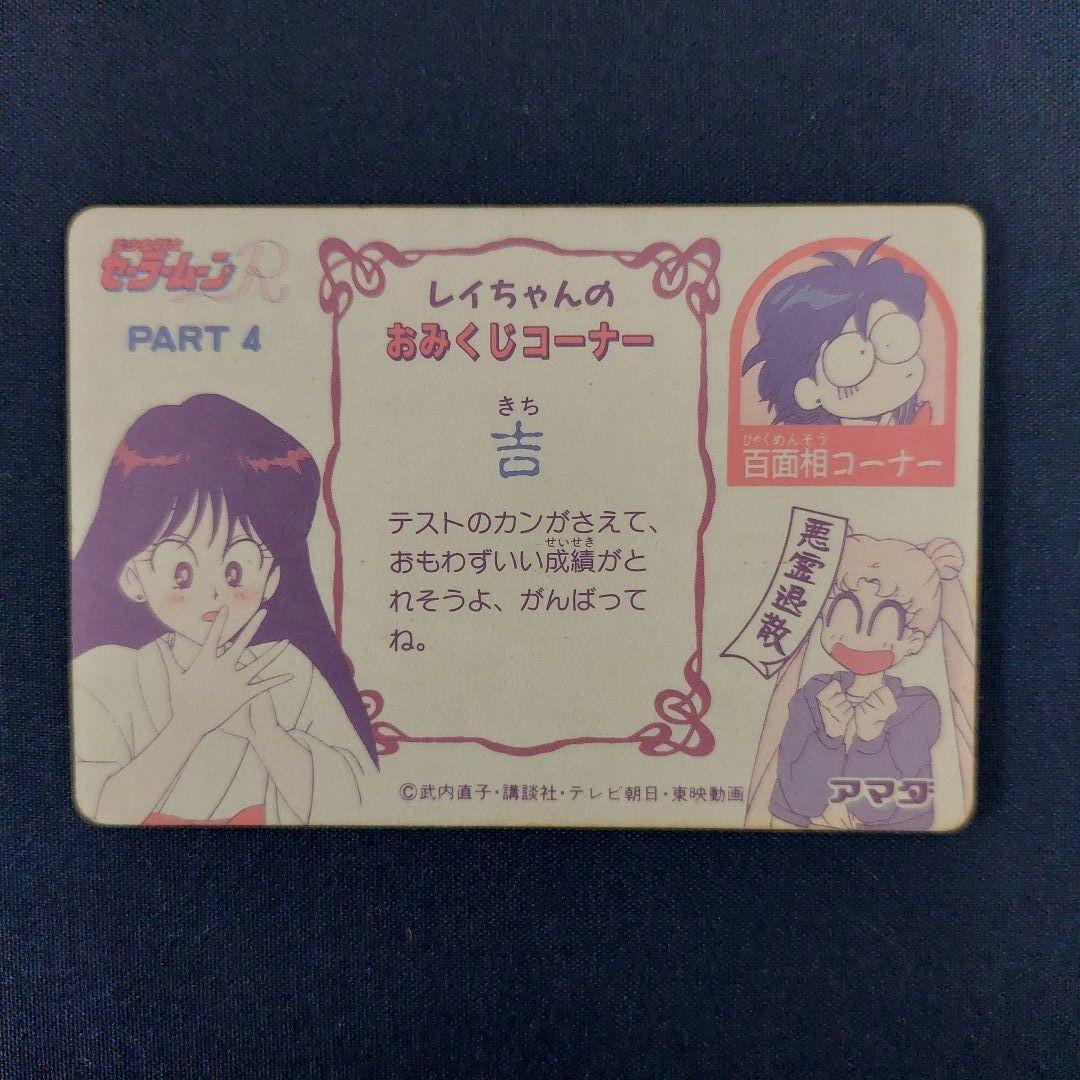 美少女戦士
セーラームーンR
PART 4
レイちゃんの
おみくじコーナー
きち
吉
テストのカンがさえて、
せいせき
おもわずいい成績がと
れそうよ、がんばって
ね。
ひゃくめんそう
百面相コーナー
悪霊退散
アマダ
©武内直子・講談社・テレビ朝日・東映動画